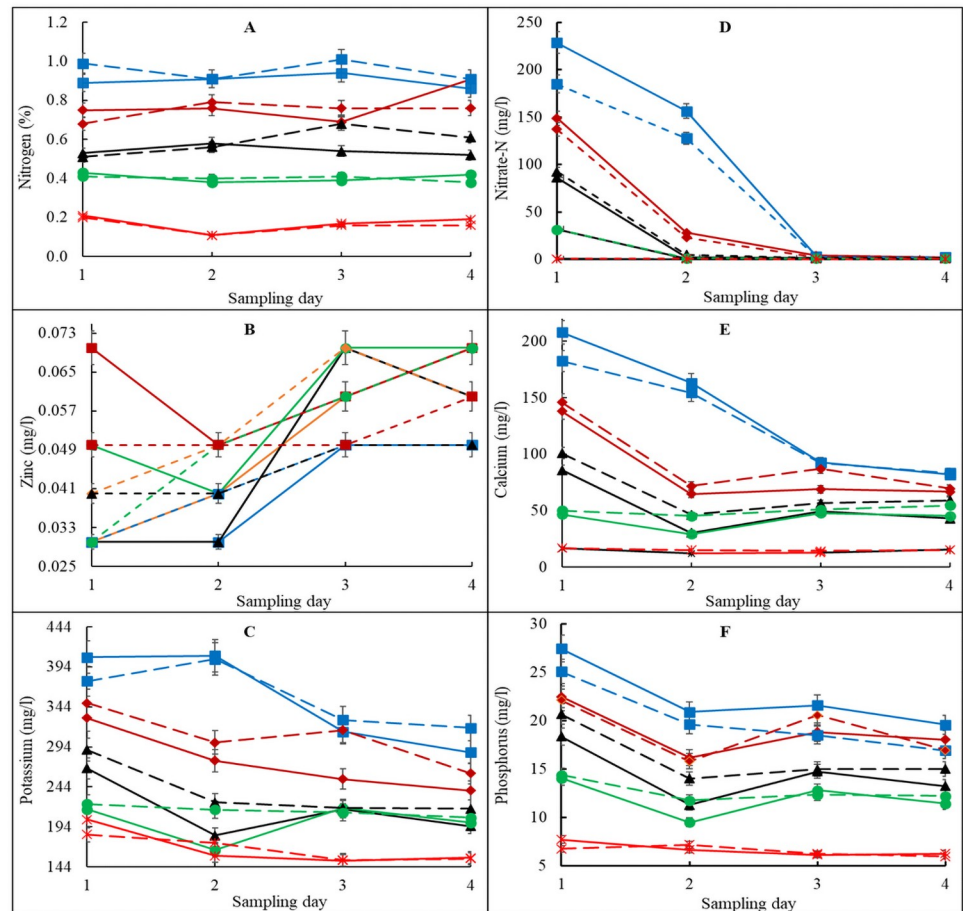 A
Nitrogen (%)
1.2
1.0
0.8
0.6
0.4
0.2
0.0
1 2 3 4
Sampling day
D
Nitrate-N (mg/l)
250
200
150
100
50
0
1 2 3 4
Sampling day
B
Zinc (mg/l)
0.073
0.065
0.057
0.049
0.041
0.033
0.025
1 2 3 4
Sampling day
E
Calcium (mg/l)
200
150
100
50
0
1 2 3 4
Sampling day
C
Potassium (mg/l)
444
394
344
294
244
194
144
1 2 3 4
Sampling day
F
Phosphorus (mg/l)
30
25
20
15
10
5
1 2 3 4
Sampling day